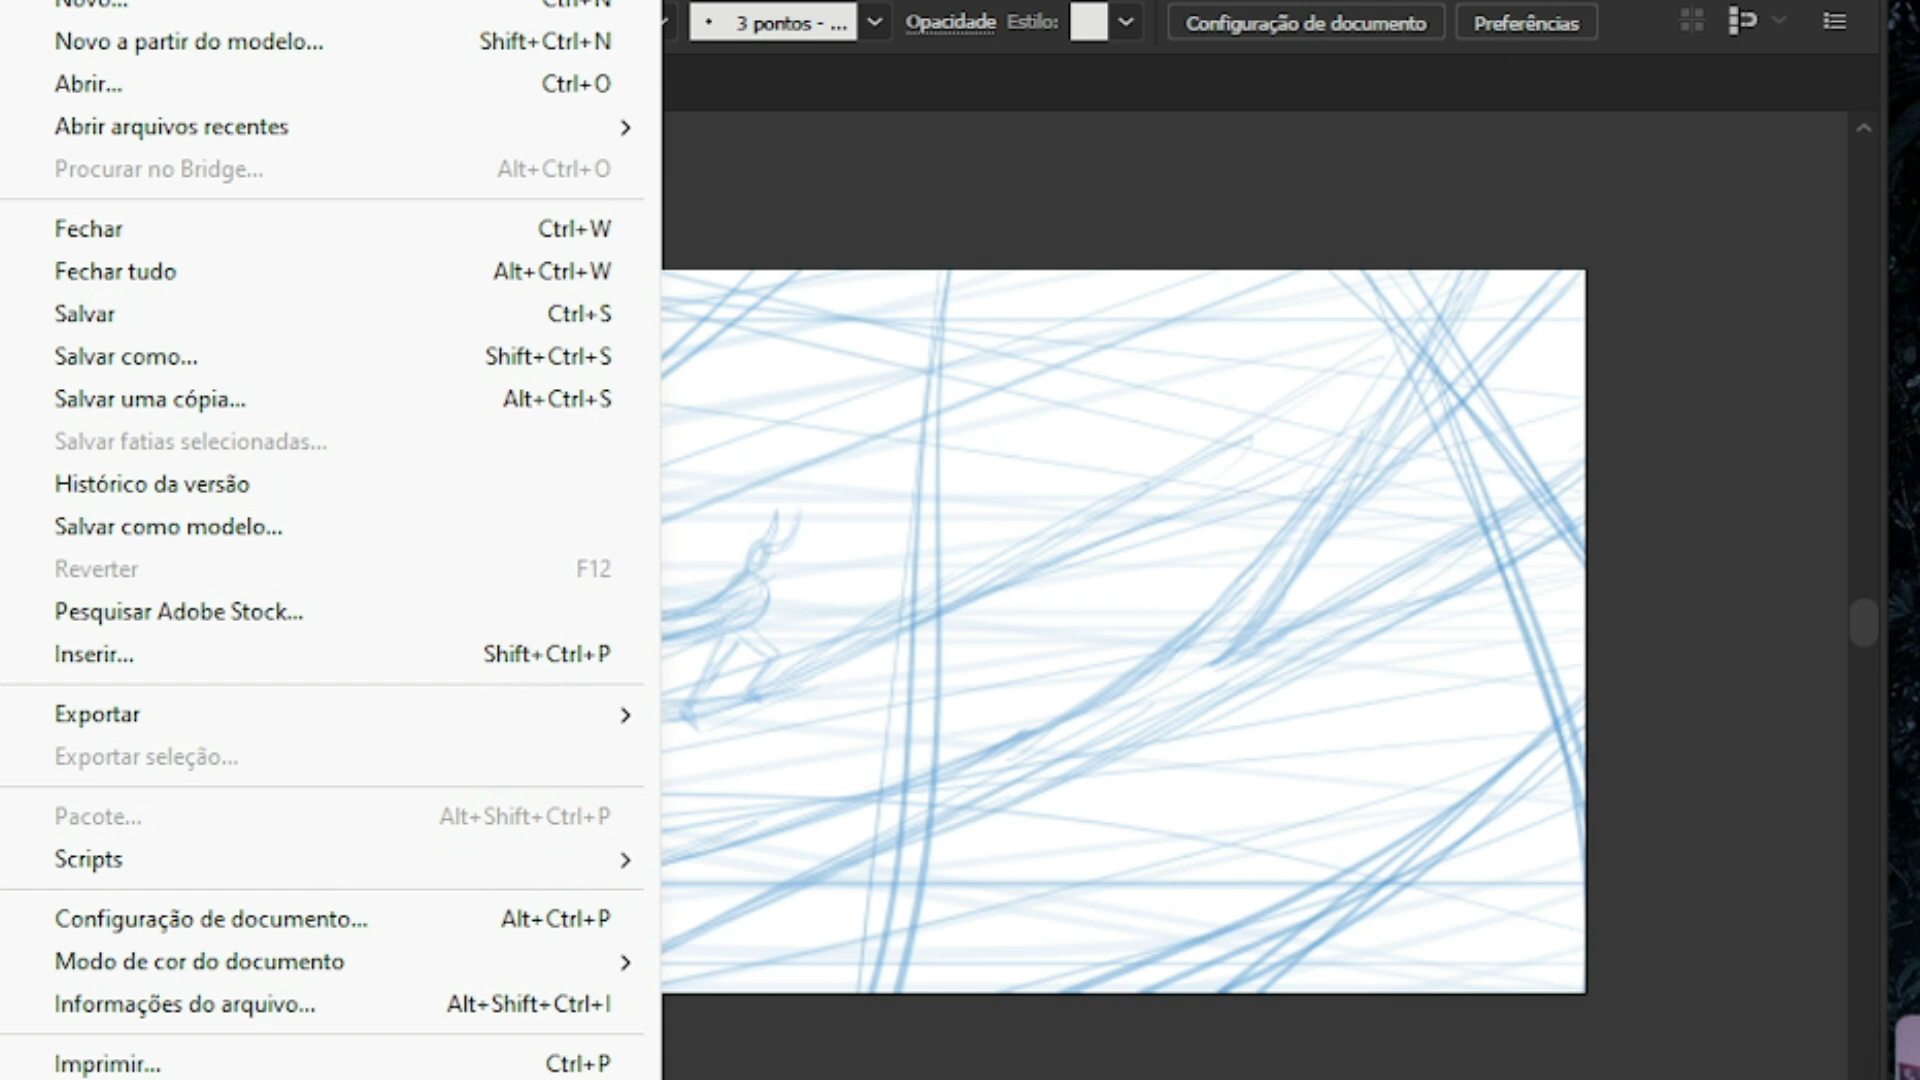 Novo... Ctrl+N
3 pontos - ... Opacidade Estilo: Configuração de documento Preferências
Novo a partir do modelo... Shift+Ctrl+N
Abrir... Ctrl+O
Abrir arquivos recentes
Procurar no Bridge... Alt+Ctrl+O
Fechar Ctrl+W
Fechar tudo Alt+Ctrl+W
Salvar Ctrl+S
Salvar como... Shift+Ctrl+S
Salvar uma cópia... Alt+Ctrl+S
Salvar fatias selecionadas...
Histórico da versão
Salvar como modelo...
Reverter F12
Pesquisar Adobe Stock...
Inserir... Shift+Ctrl+P
Exportar
Exportar seleção...
Pacote... Alt+Shift+Ctrl+P
Scripts
Configuração de documento... Alt+Ctrl+P
Modo de cor do documento
Informações do arquivo... Alt+Shift+Ctrl+I
Imprimir... Ctrl+P